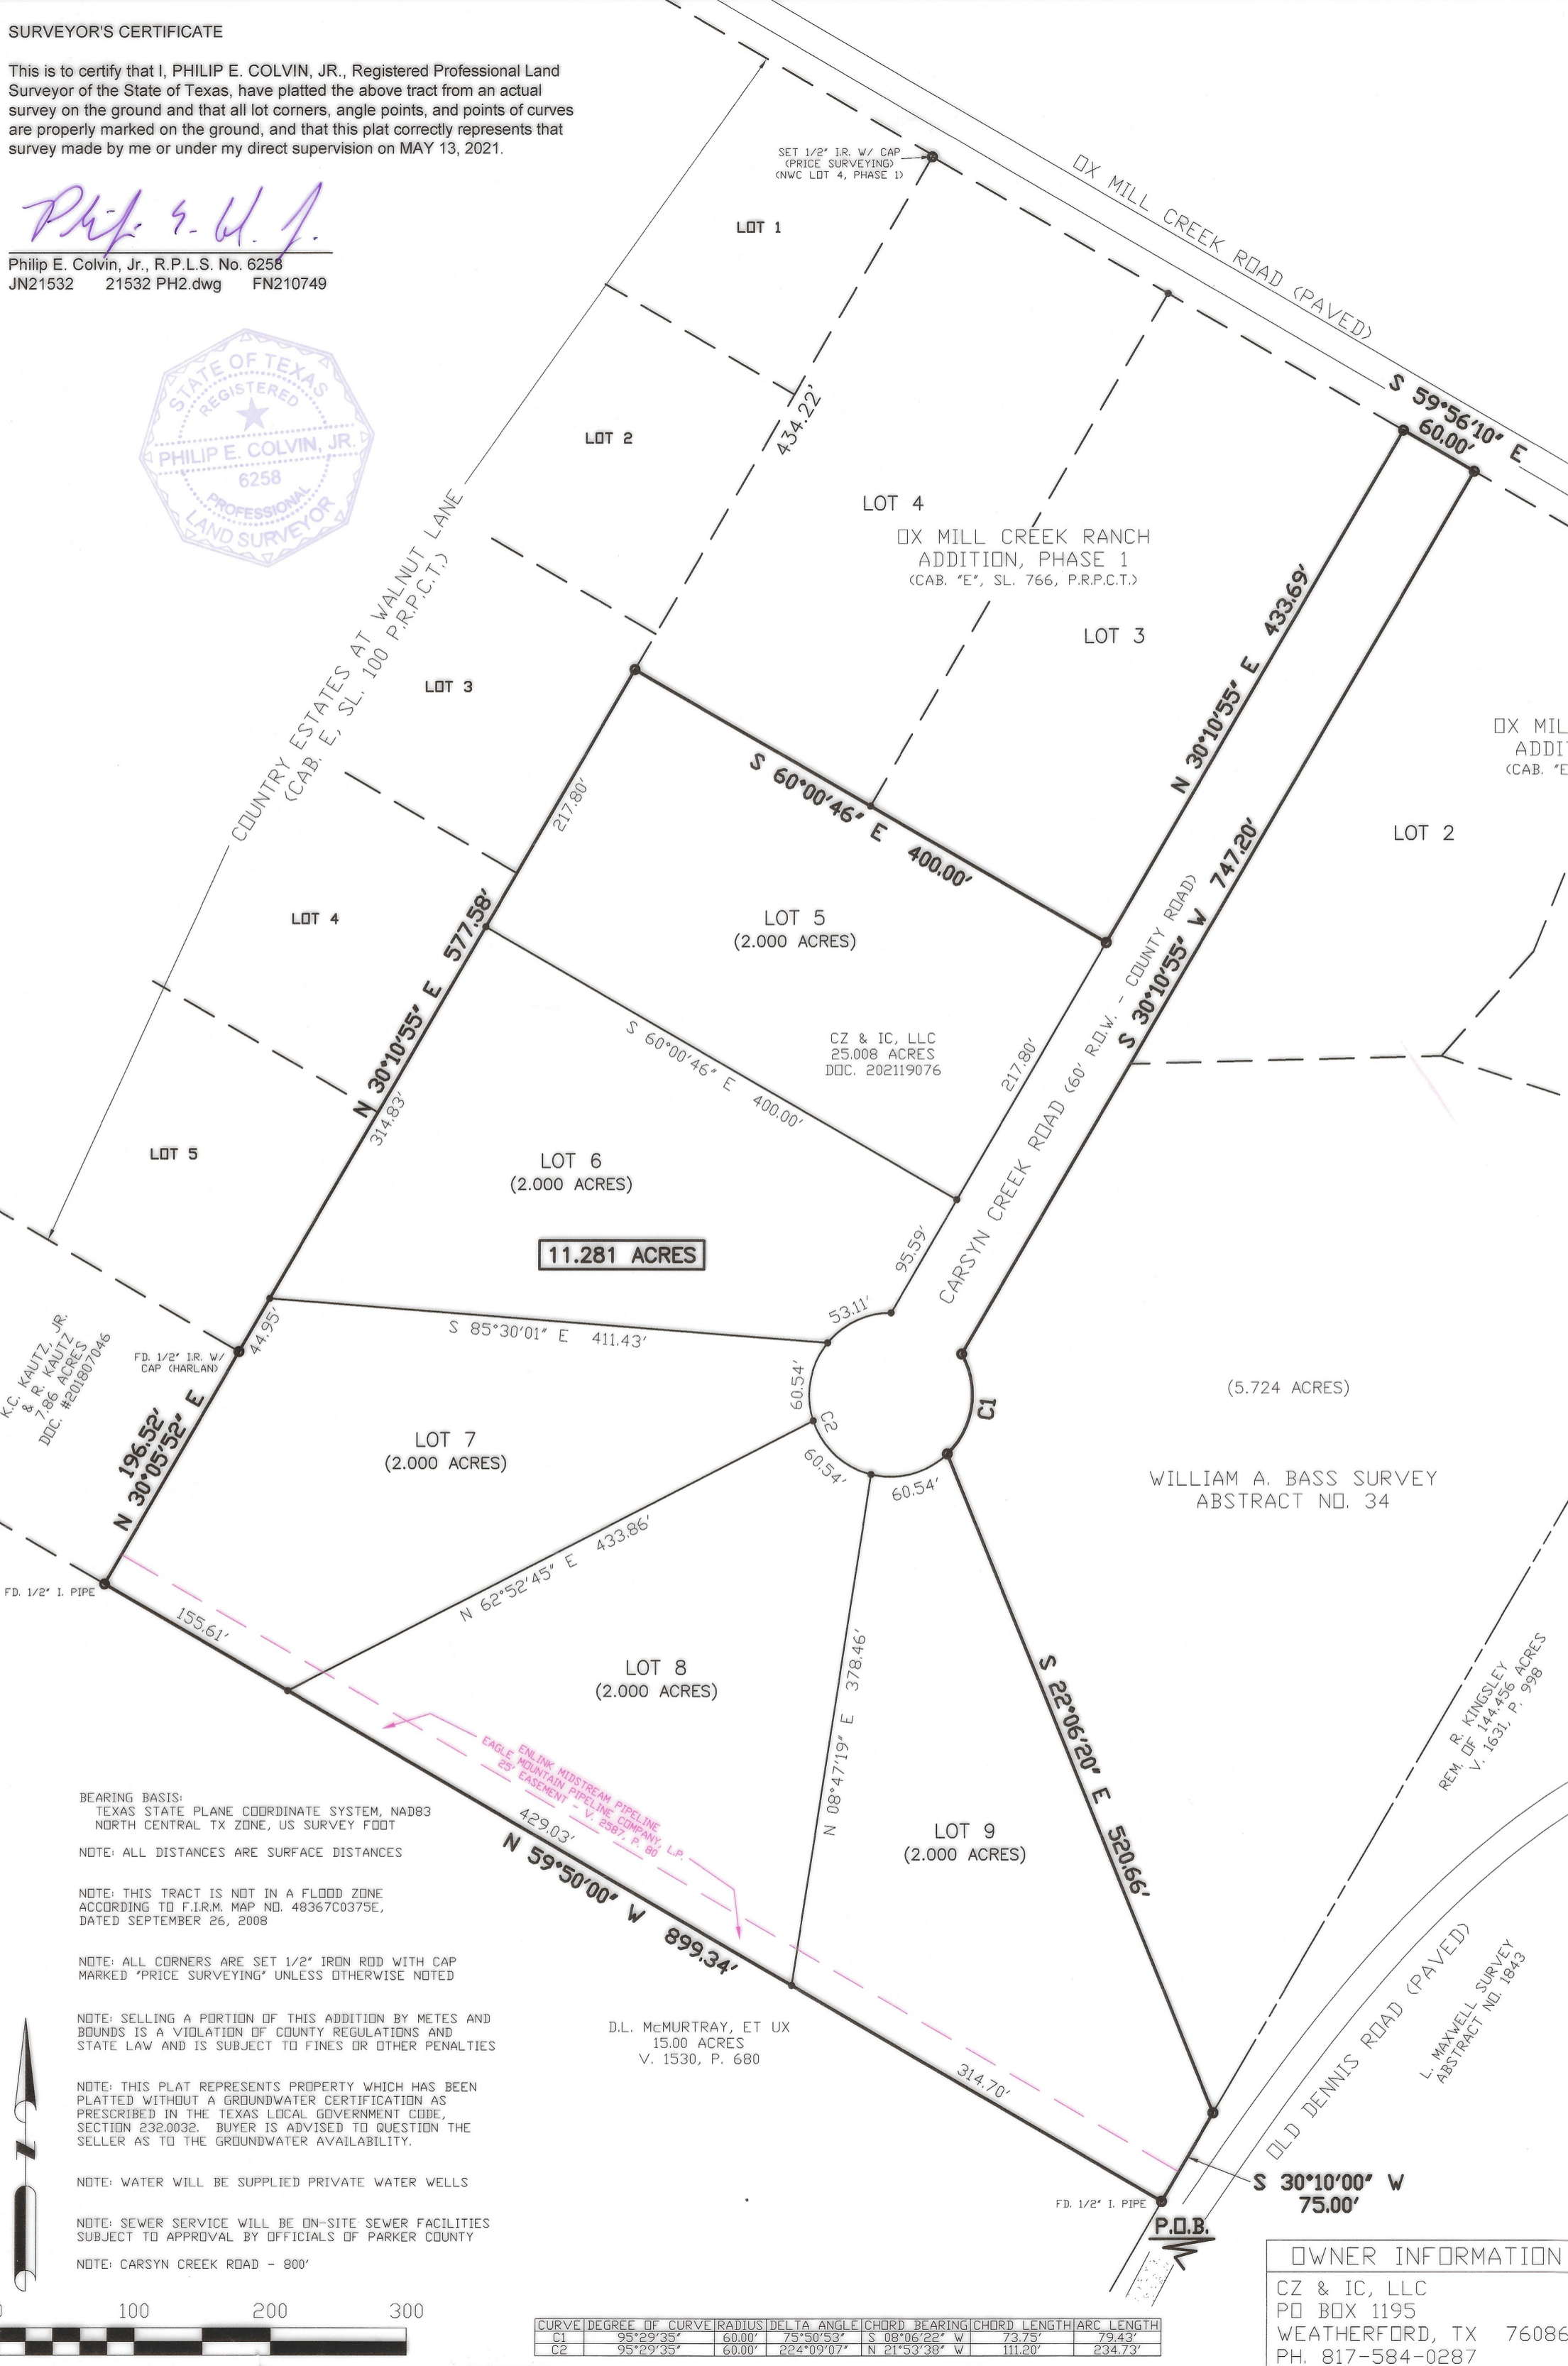 SURVEYOR'S CERTIFICATE
This is to certify that I, PHILIP E. COLVIN, JR., Registered Professional Land
Surveyor of the State of Texas, have platted the above tract from an actual
survey on the ground and that all lot corners, angle points, and points of curves
are properly marked on the ground, and that this plat correctly represents that
survey made by me or under my direct supervision on MAY 13, 2021.
Philip E. Colvin, Jr., R.P.L.S. No. 6258
JN21532 21532 PH2.dwg FN210749
STATE OF TEXAS
REGISTERED
PHILIP E. COLVIN, JR.
6258
PROFESSIONAL
LAND SURVEYOR
SET 1/2" I.R. W/ CAP
(PRICE SURVEYING)
(NWC LOT 4, PHASE 1)
OX MILL CREEK ROAD (PAVED)
S 59°56'10" E
60.00'
LOT 1
LOT 2
434.22'
LOT 4
OX MILL CREEK RANCH
ADDITION, PHASE 1
(CAB. "E", SL. 766, P.R.P.C.T.)
LOT 3
N 30°10'55" E 433.69'
COUNTRY ESTATES AT WALNUT LANE
(CAB. E, SL. 100 P.R.P.C.T.)
LOT 3
217.80'
S 60°00'46" E 400.00'
OX MIL
ADDI
(CAB. "E
LOT 2
LOT 4
N 30°10'55" E 577.58'
314.83'
LOT 5
(2.000 ACRES)
CARSYN CREEK ROAD (60' R.O.W. - COUNTY ROAD)
S 30°10'55" W 747.20'
S 60°00'46" E 400.00'
CZ & IC, LLC
25.008 ACRES
DOC. 202119076
217.80'
LOT 5
LOT 6
(2.000 ACRES)
11.281 ACRES
95.59'
53.11'
S 85°30'01" E 411.43'
44.95'
FD. 1/2" I.R. W/
CAP (HARLAN)
K.C. KAUTZ, JR.
& R. KAUTZ
7.86 ACRES
DOC. #201807046
60.54'
C2
C1
60.54'
60.54'
(5.724 ACRES)
196.52'
N 30°05'52" E
LOT 7
(2.000 ACRES)
WILLIAM A. BASS SURVEY
ABSTRACT NO. 34
N 62°52'45" E 433.86'
FD. 1/2" I. PIPE
155.61'
LOT 8
(2.000 ACRES)
N 08°47'19" E 378.46'
S 22°06'20" E 520.66'
R. KINGSLEY
REM. OF 144.456 ACRES
V. 1631, P. 998
ENLINK MIDSTREAM PIPELINE
EAGLE MOUNTAIN PIPELINE COMPANY, L.P.
25' EASEMENT - V. 2587, P. 80
429.03'
N 59°50'00" W 899.34'
LOT 9
(2.000 ACRES)
BEARING BASIS:
TEXAS STATE PLANE COORDINATE SYSTEM, NAD83
NORTH CENTRAL TX ZONE, US SURVEY FOOT
NOTE: ALL DISTANCES ARE SURFACE DISTANCES
NOTE: THIS TRACT IS NOT IN A FLOOD ZONE
ACCORDING TO F.I.R.M. MAP NO. 48367C0375E,
DATED SEPTEMBER 26, 2008
NOTE: ALL CORNERS ARE SET 1/2" IRON ROD WITH CAP
MARKED "PRICE SURVEYING" UNLESS OTHERWISE NOTED
NOTE: SELLING A PORTION OF THIS ADDITION BY METES AND
BOUNDS IS A VIOLATION OF COUNTY REGULATIONS AND
STATE LAW AND IS SUBJECT TO FINES OR OTHER PENALTIES
NOTE: THIS PLAT REPRESENTS PROPERTY WHICH HAS BEEN
PLATTED WITHOUT A GROUNDWATER CERTIFICATION AS
PRESCRIBED IN THE TEXAS LOCAL GOVERNMENT CODE,
SECTION 232.0032. BUYER IS ADVISED TO QUESTION THE
SELLER AS TO THE GROUNDWATER AVAILABILITY.
NOTE: WATER WILL BE SUPPLIED PRIVATE WATER WELLS
NOTE: SEWER SERVICE WILL BE ON-SITE SEWER FACILITIES
SUBJECT TO APPROVAL BY OFFICIALS OF PARKER COUNTY
NOTE: CARSYN CREEK ROAD - 800'
D.L. McMURTRAY, ET UX
15.00 ACRES
V. 1530, P. 680
314.70'
OLD DENNIS ROAD (PAVED)
L. MAXWELL SURVEY
ABSTRACT NO. 1843
S 30°10'00" W
75.00'
FD. 1/2" I. PIPE
P.O.B.
N
0 100 200 300
CURVE DEGREE OF CURVE RADIUS DELTA ANGLE CHORD BEARING CHORD LENGTH ARC LENGTH
C1 95°29'35" 60.00' 75°50'53" S 08°06'22" W 73.75' 79.43'
C2 95°29'35" 60.00' 224°09'07" N 21°53'38" W 111.20' 234.73'
OWNER INFORMATION
CZ & IC, LLC
PO BOX 1195
WEATHERFORD, TX 76086
PH. 817-584-0287